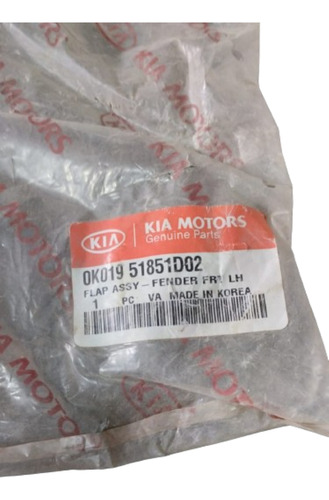 KIA MOTORS
KIA
KIA MOTORS
Genuine Parts
0K019 51851D02
FLAP ASSY-FENDER FRT LH
1 PC VA MADE IN KOREA
KIA MOTORS